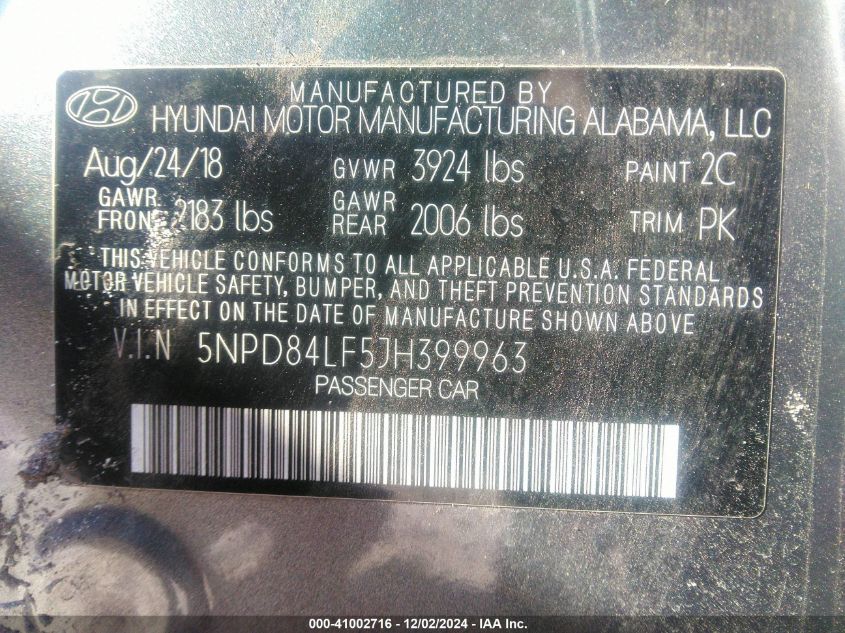 MANUFACTURED BY
HYUNDAI MOTOR MANUFACTURING ALABAMA, LLC
Aug/24/18 GVWR 3924 lbs PAINT 2C
GAWR FRONT 2183 lbs GAWR REAR 2006 lbs TRIM PK
THIS VEHICLE CONFORMS TO ALL APPLICABLE U.S.A. FEDERAL
MOTOR VEHICLE SAFETY, BUMPER, AND THEFT PREVENTION STANDARDS
IN EFFECT ON THE DATE OF MANUFACTURE SHOWN ABOVE
V.I.N 5NPD84LF5JH399963
PASSENGER CAR
000-41002716 - 12/02/2024 - IAA Inc.